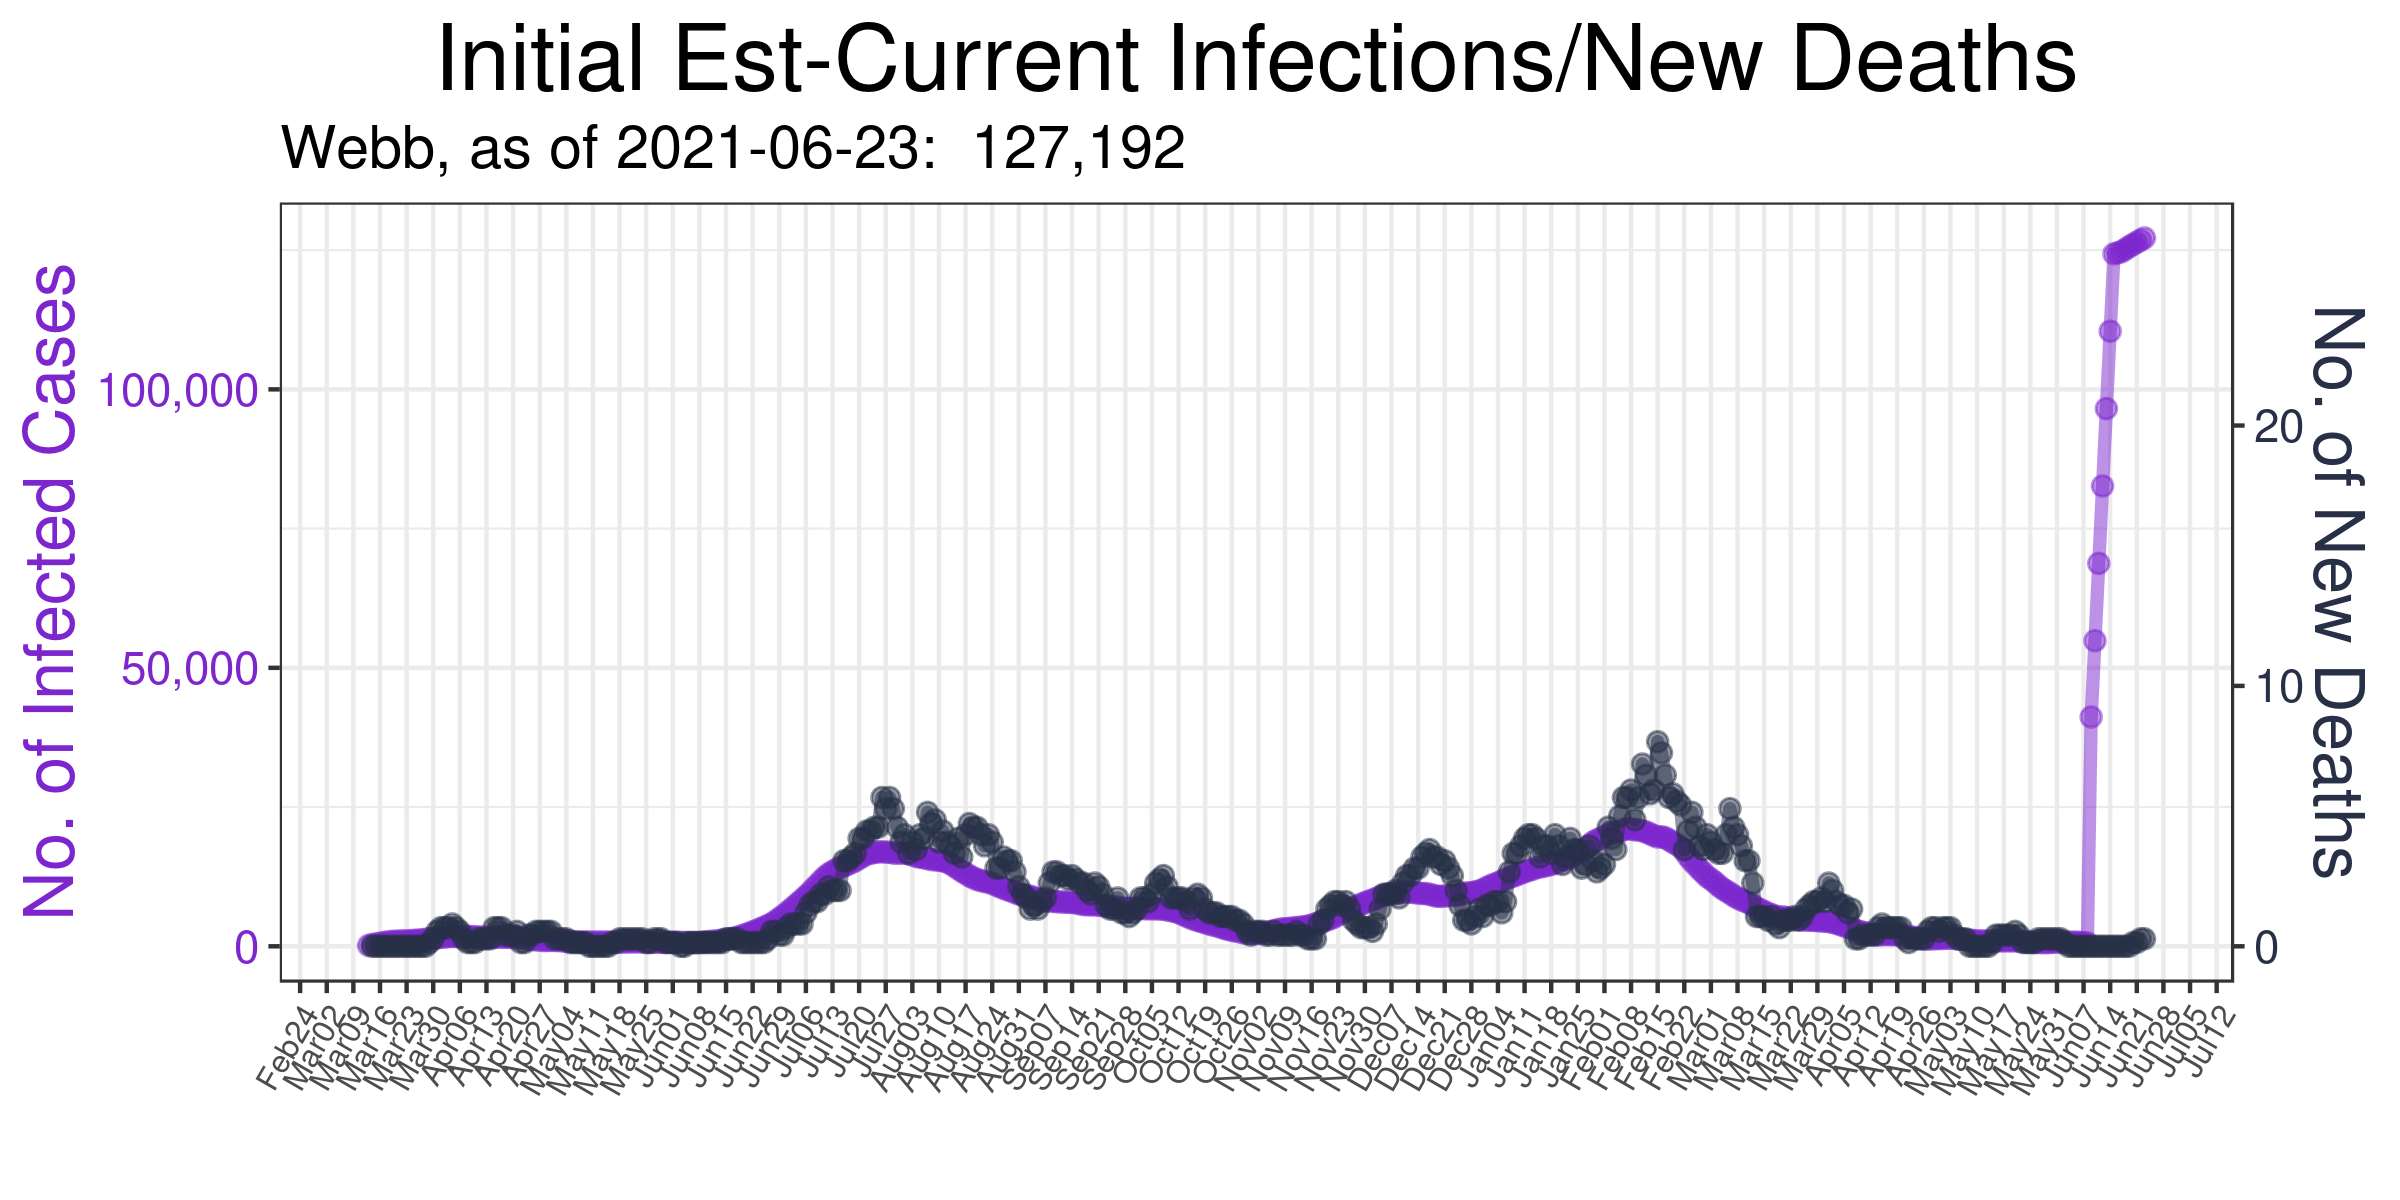 Initial Est-Current Infections/New Deaths
Webb, as of 2021-06-23: 127,192
No. of Infected Cases
100,000
50,000
0
20
10
0
No. of New Deaths
Feb24
Mar02
Mar09
Mar16
Mar23
Mar30
Apr06
Apr13
Apr20
Apr27
May04
May11
May18
May25
Jun01
Jun08
Jun15
Jun22
Jun29
Jul06
Jul13
Jul20
Jul27
Aug03
Aug10
Aug17
Aug24
Aug31
Sep07
Sep14
Sep21
Sep28
Oct05
Oct12
Oct19
Oct26
Nov02
Nov09
Nov16
Nov23
Nov30
Dec07
Dec14
Dec21
Dec28
Jan04
Jan11
Jan18
Jan25
Feb01
Feb08
Feb15
Feb22
Mar01
Mar08
Mar15
Mar22
Mar29
Apr05
Apr12
Apr19
Apr26
May03
May10
May17
May24
May31
Jun07
Jun14
Jun21
Jun28
Jul05
Jul12